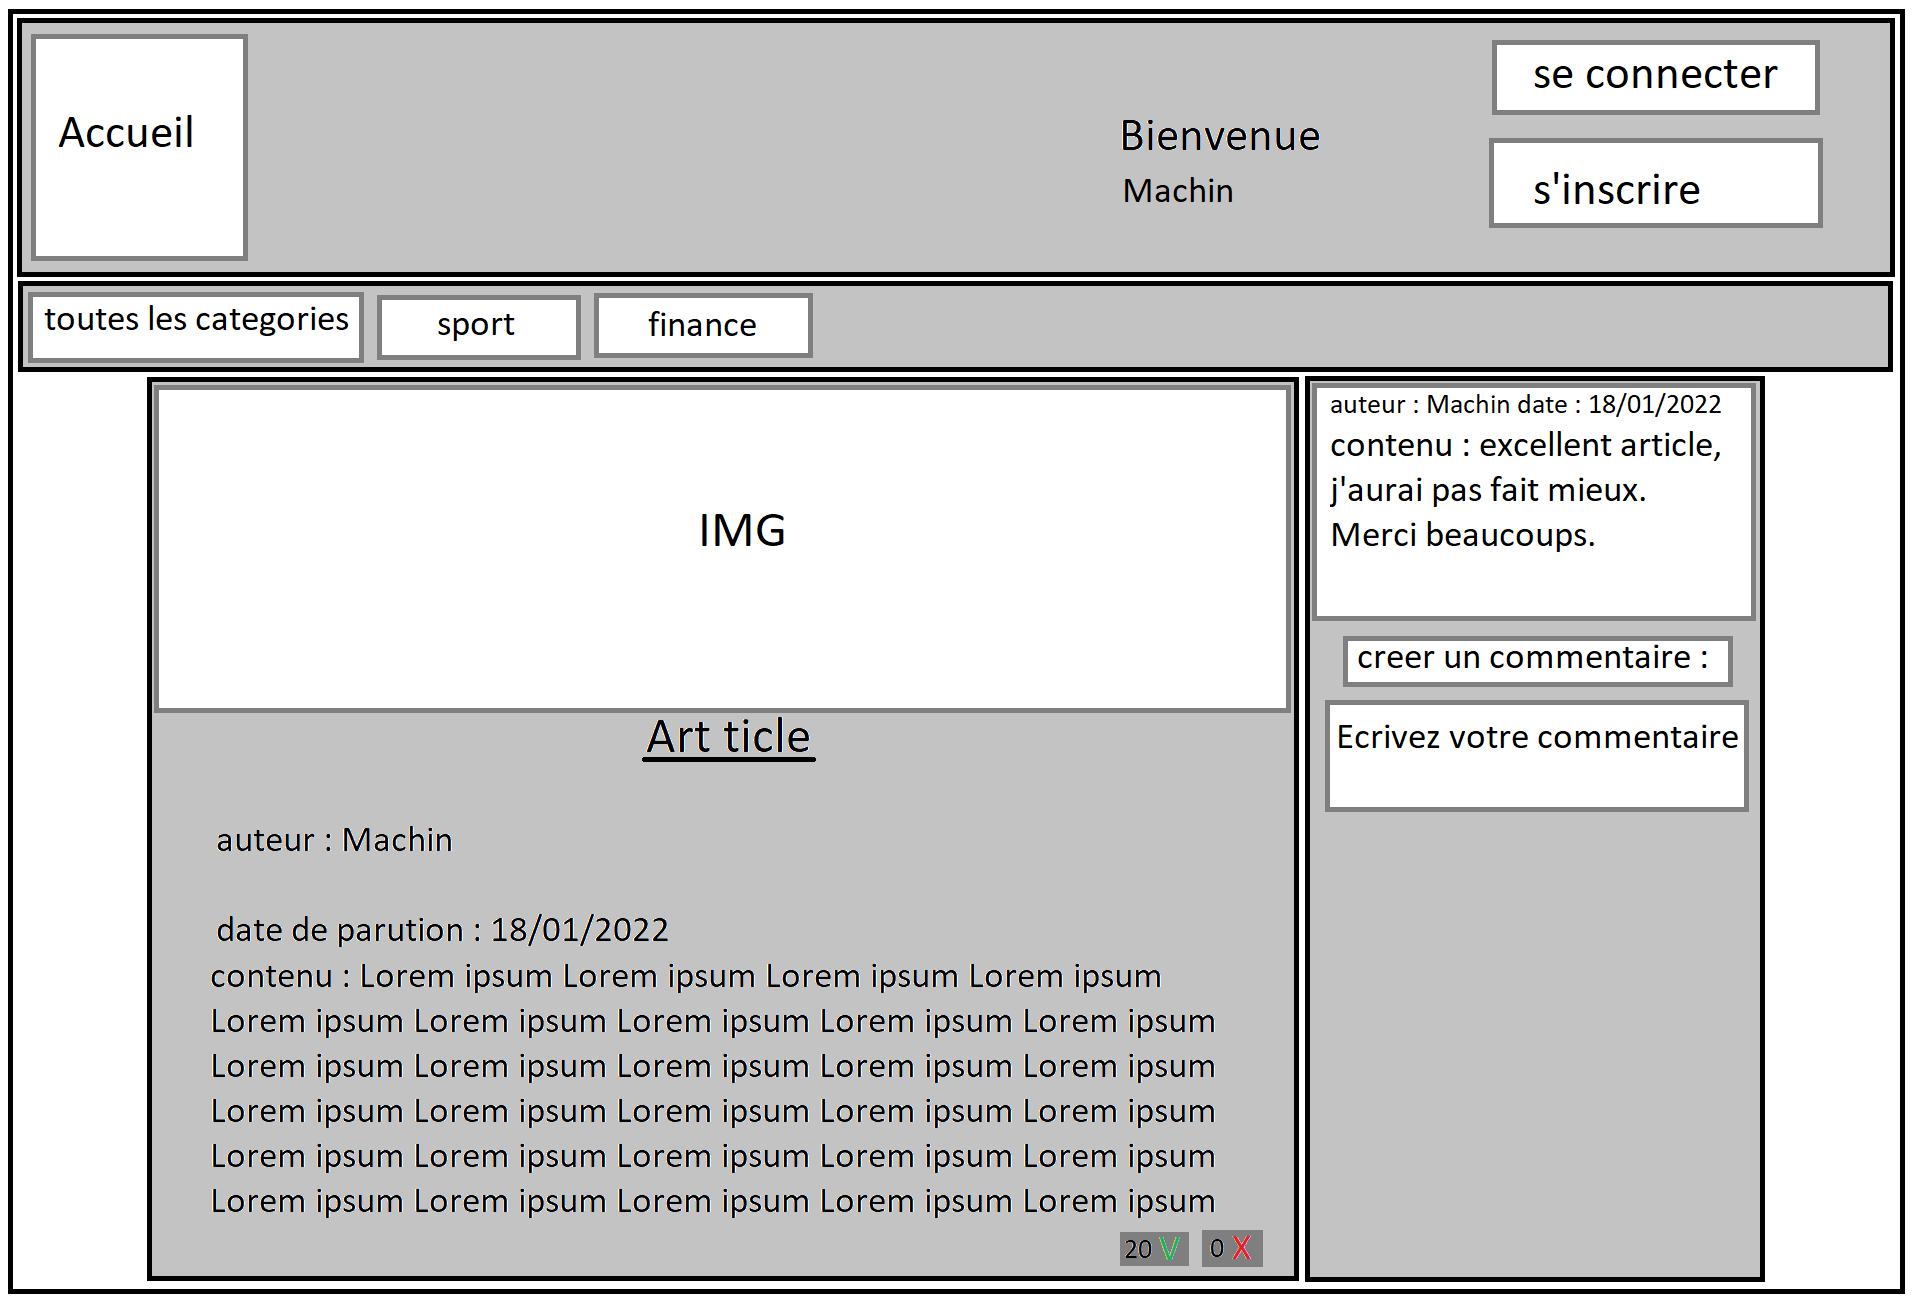 Accueil
Bienvenue
Machin
se connecter
s'inscrire
toutes les categories
sport
finance
IMG
Art ticle
auteur : Machin
date de parution : 18/01/2022
contenu : Lorem ipsum Lorem ipsum Lorem ipsum Lorem ipsum
Lorem ipsum Lorem ipsum Lorem ipsum Lorem ipsum Lorem ipsum
Lorem ipsum Lorem ipsum Lorem ipsum Lorem ipsum Lorem ipsum
Lorem ipsum Lorem ipsum Lorem ipsum Lorem ipsum Lorem ipsum
Lorem ipsum Lorem ipsum Lorem ipsum Lorem ipsum Lorem ipsum
Lorem ipsum Lorem ipsum Lorem ipsum Lorem ipsum Lorem ipsum
20 V 0 X
auteur : Machin date : 18/01/2022
contenu : excellent article,
j'aurai pas fait mieux.
Merci beaucoups.
creer un commentaire :
Ecrivez votre commentaire